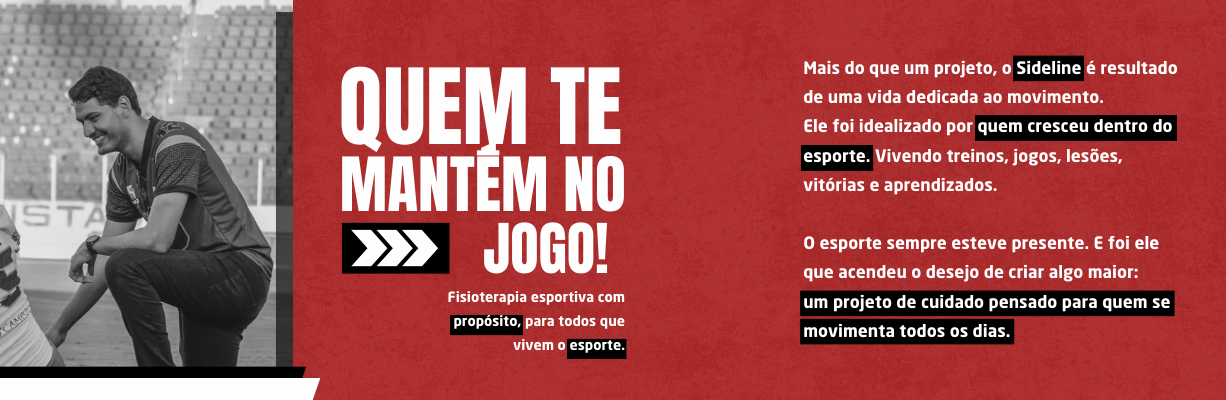 QUEM TE
MANTÉM NO
JOGO!
Fisioterapia esportiva com
propósito, para todos que
vivem o esporte.
Mais do que um projeto, o Sideline é resultado
de uma vida dedicada ao movimento.
Ele foi idealizado por quem cresceu dentro do
esporte. Vivendo treinos, jogos, lesões,
vitórias e aprendizados.
O esporte sempre esteve presente. E foi ele
que acendeu o desejo de criar algo maior:
um projeto de cuidado pensado para quem se
movimenta todos os dias.